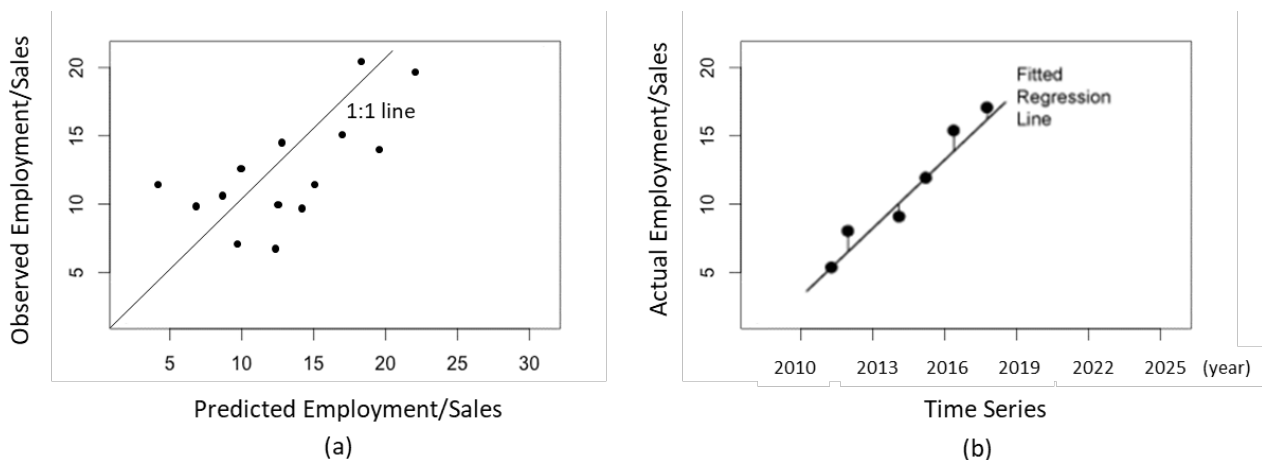 Observed Employment/Sales
20
15
10
5
1:1 line
5 10 15 20 25 30
Predicted Employment/Sales
(a)
Actual Employment/Sales
20
15
10
5
Fitted
Regression
Line
2010 2013 2016 2019 2022 2025 (year)
Time Series
(b)